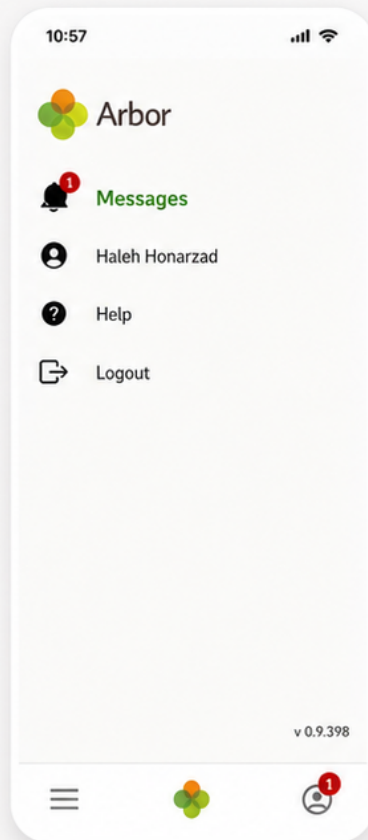 10:57
Arbor
1
Messages
Haleh Honarzad
?
Help
Logout
v 0.9.398
1